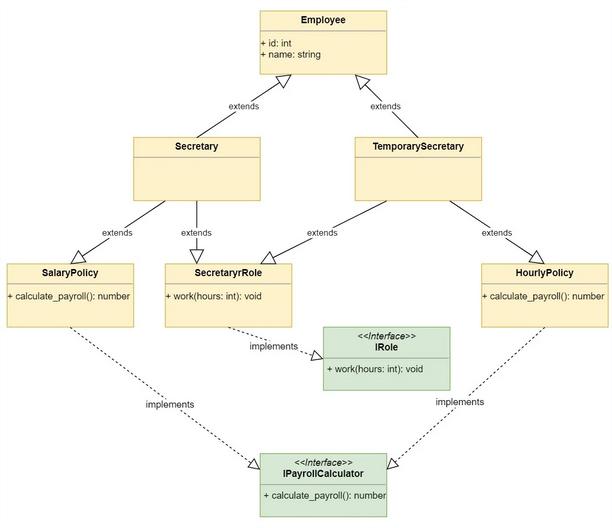 Employee
+ id: int
+ name: string
extends
extends
Secretary
TemporarySecretary
extends
extends
extends
extends
SalaryPolicy
SecretaryrRole
HourlyPolicy
+ calculate_payroll(): number
+ work(hours: int): void
+ calculate_payroll(): number
<<Interface>>
IRole
+ work(hours: int): void
implements
implements
implements
<<Interface>>
IPayrollCalculator
+ calculate_payroll(): number